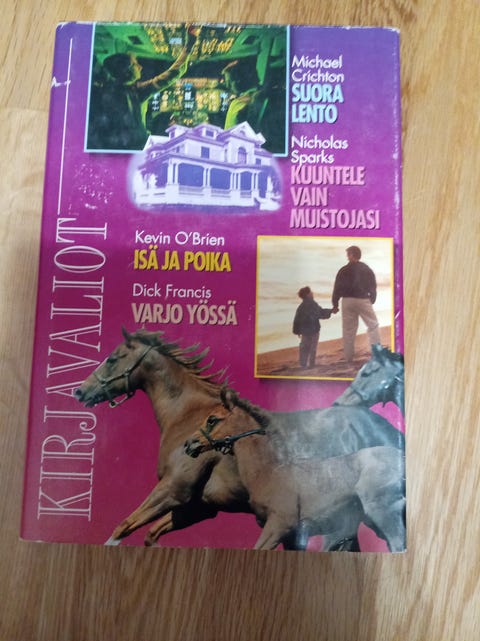 Michael
Crichton
SUORA
LENTO
Nicholas
Sparks
KUUNTELE
VAIN
MUISTOJASI
Kevin O'Brien
ISÄ JA POIKA
Dick Francis
VARJO YÖSSÄ
KIRJAVALIOT